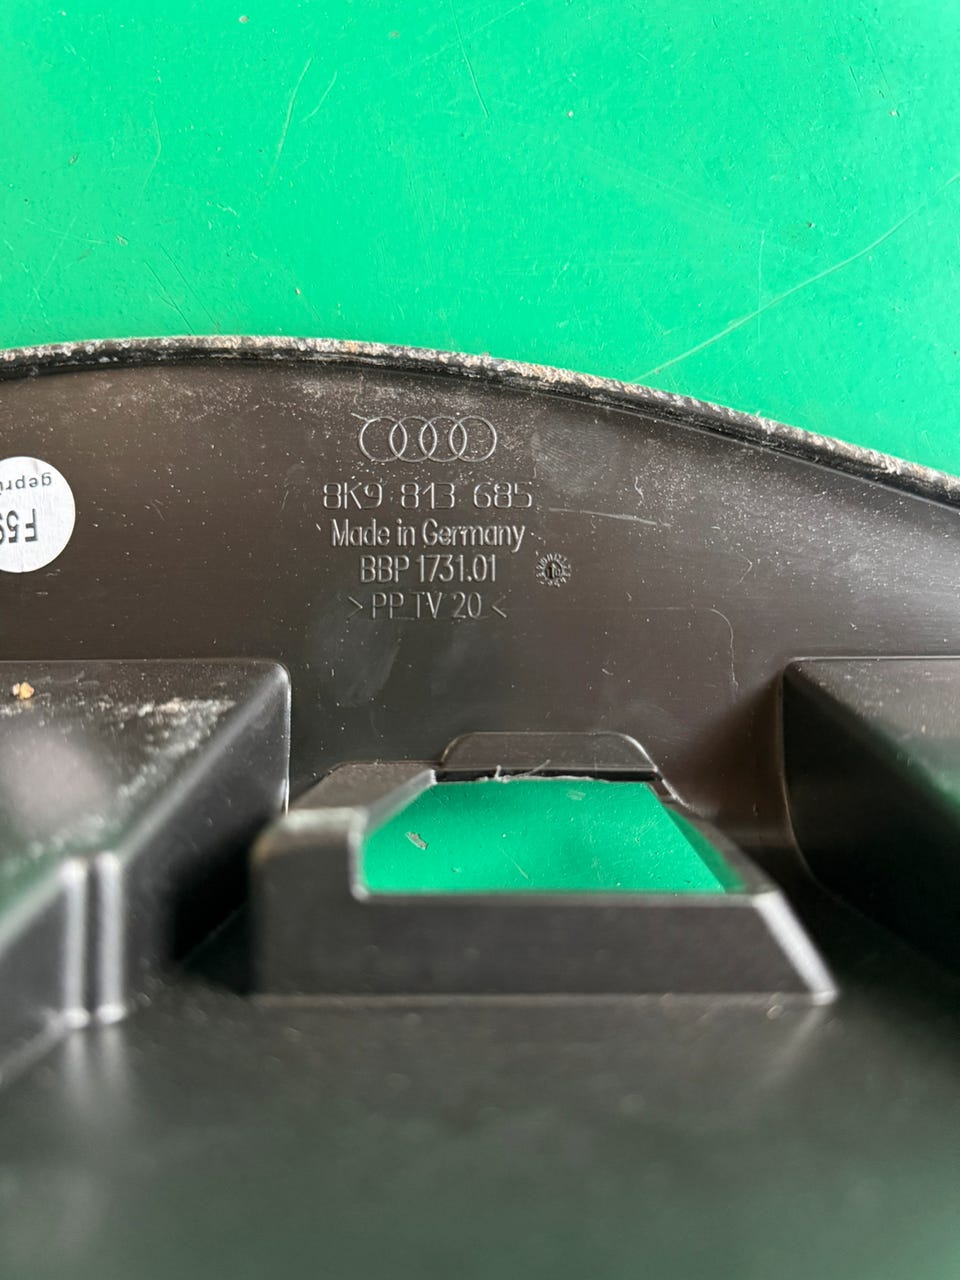 8K9 813 685
Made in Germany
BBP 1731.01
>PP TV 20<